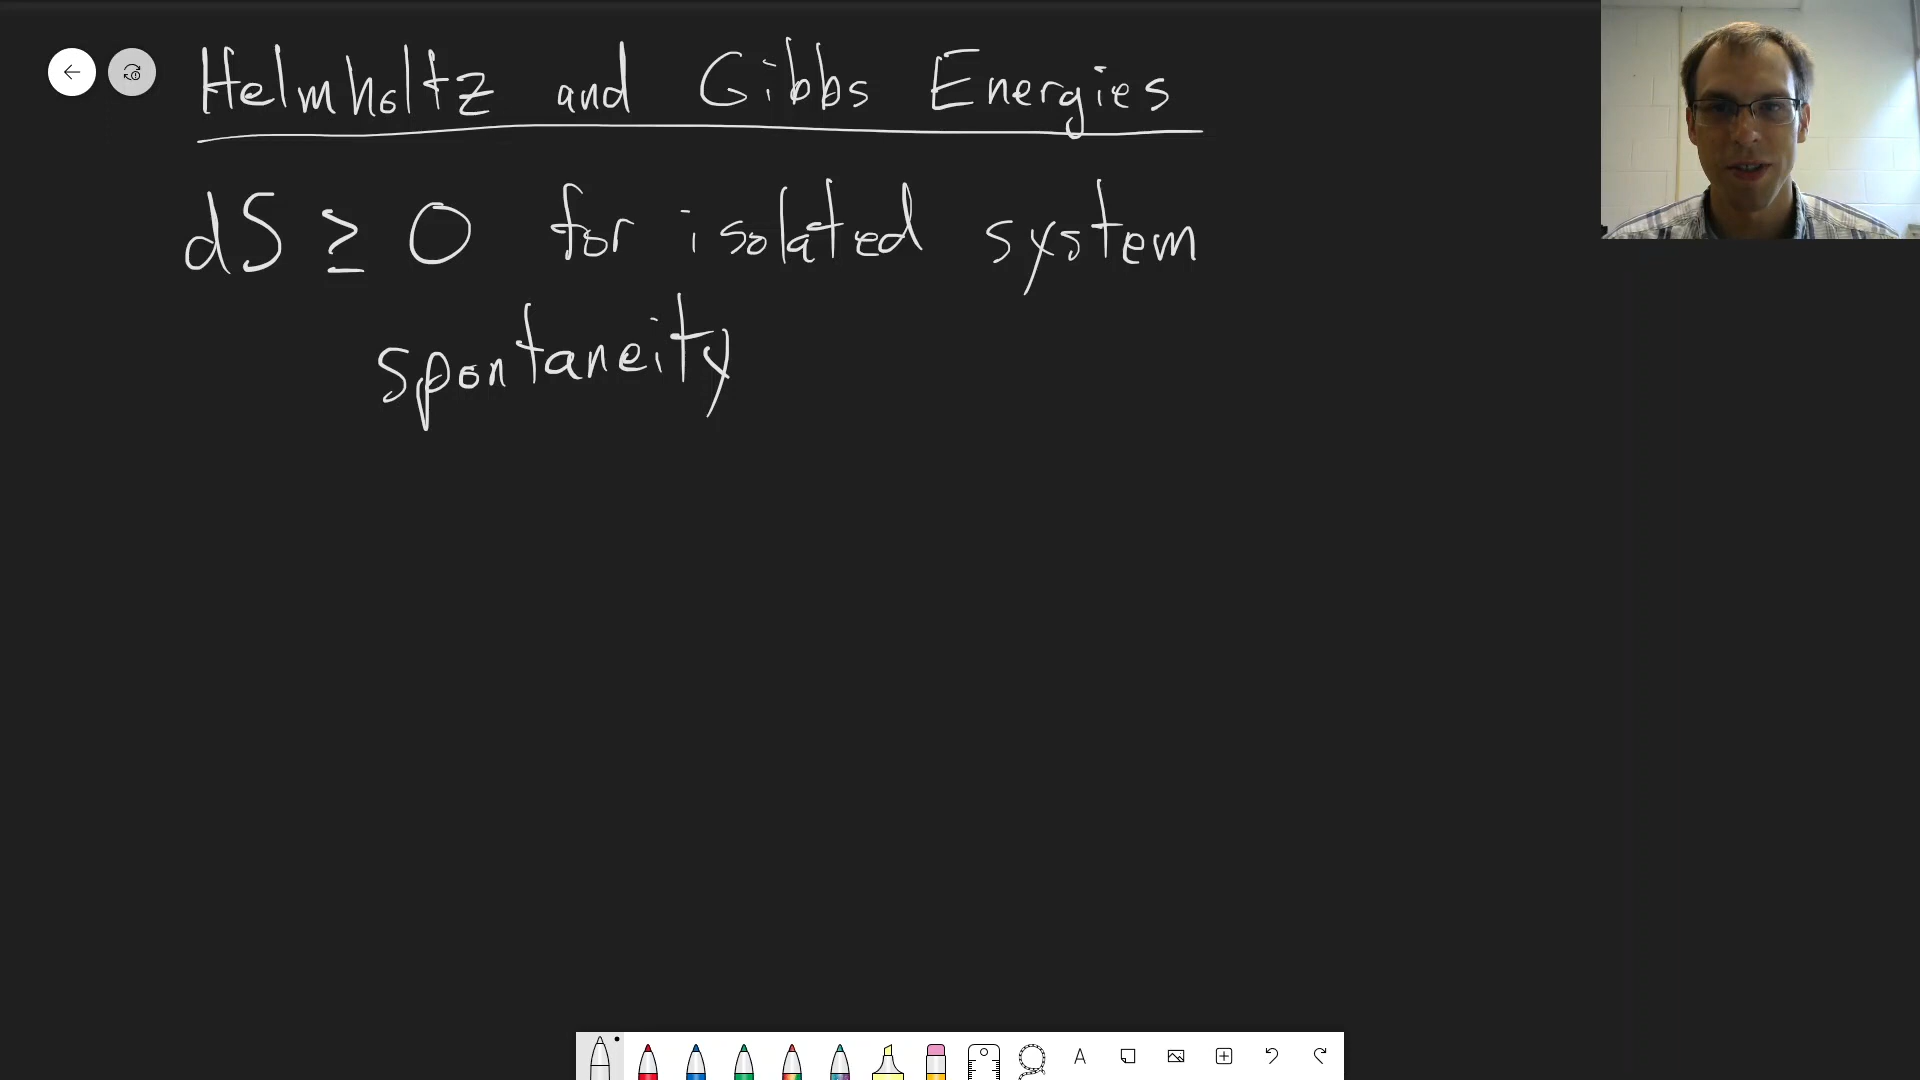 Helmholtz and Gibbs Energies
dS ≥ 0 for isolated system
spontaneity
A